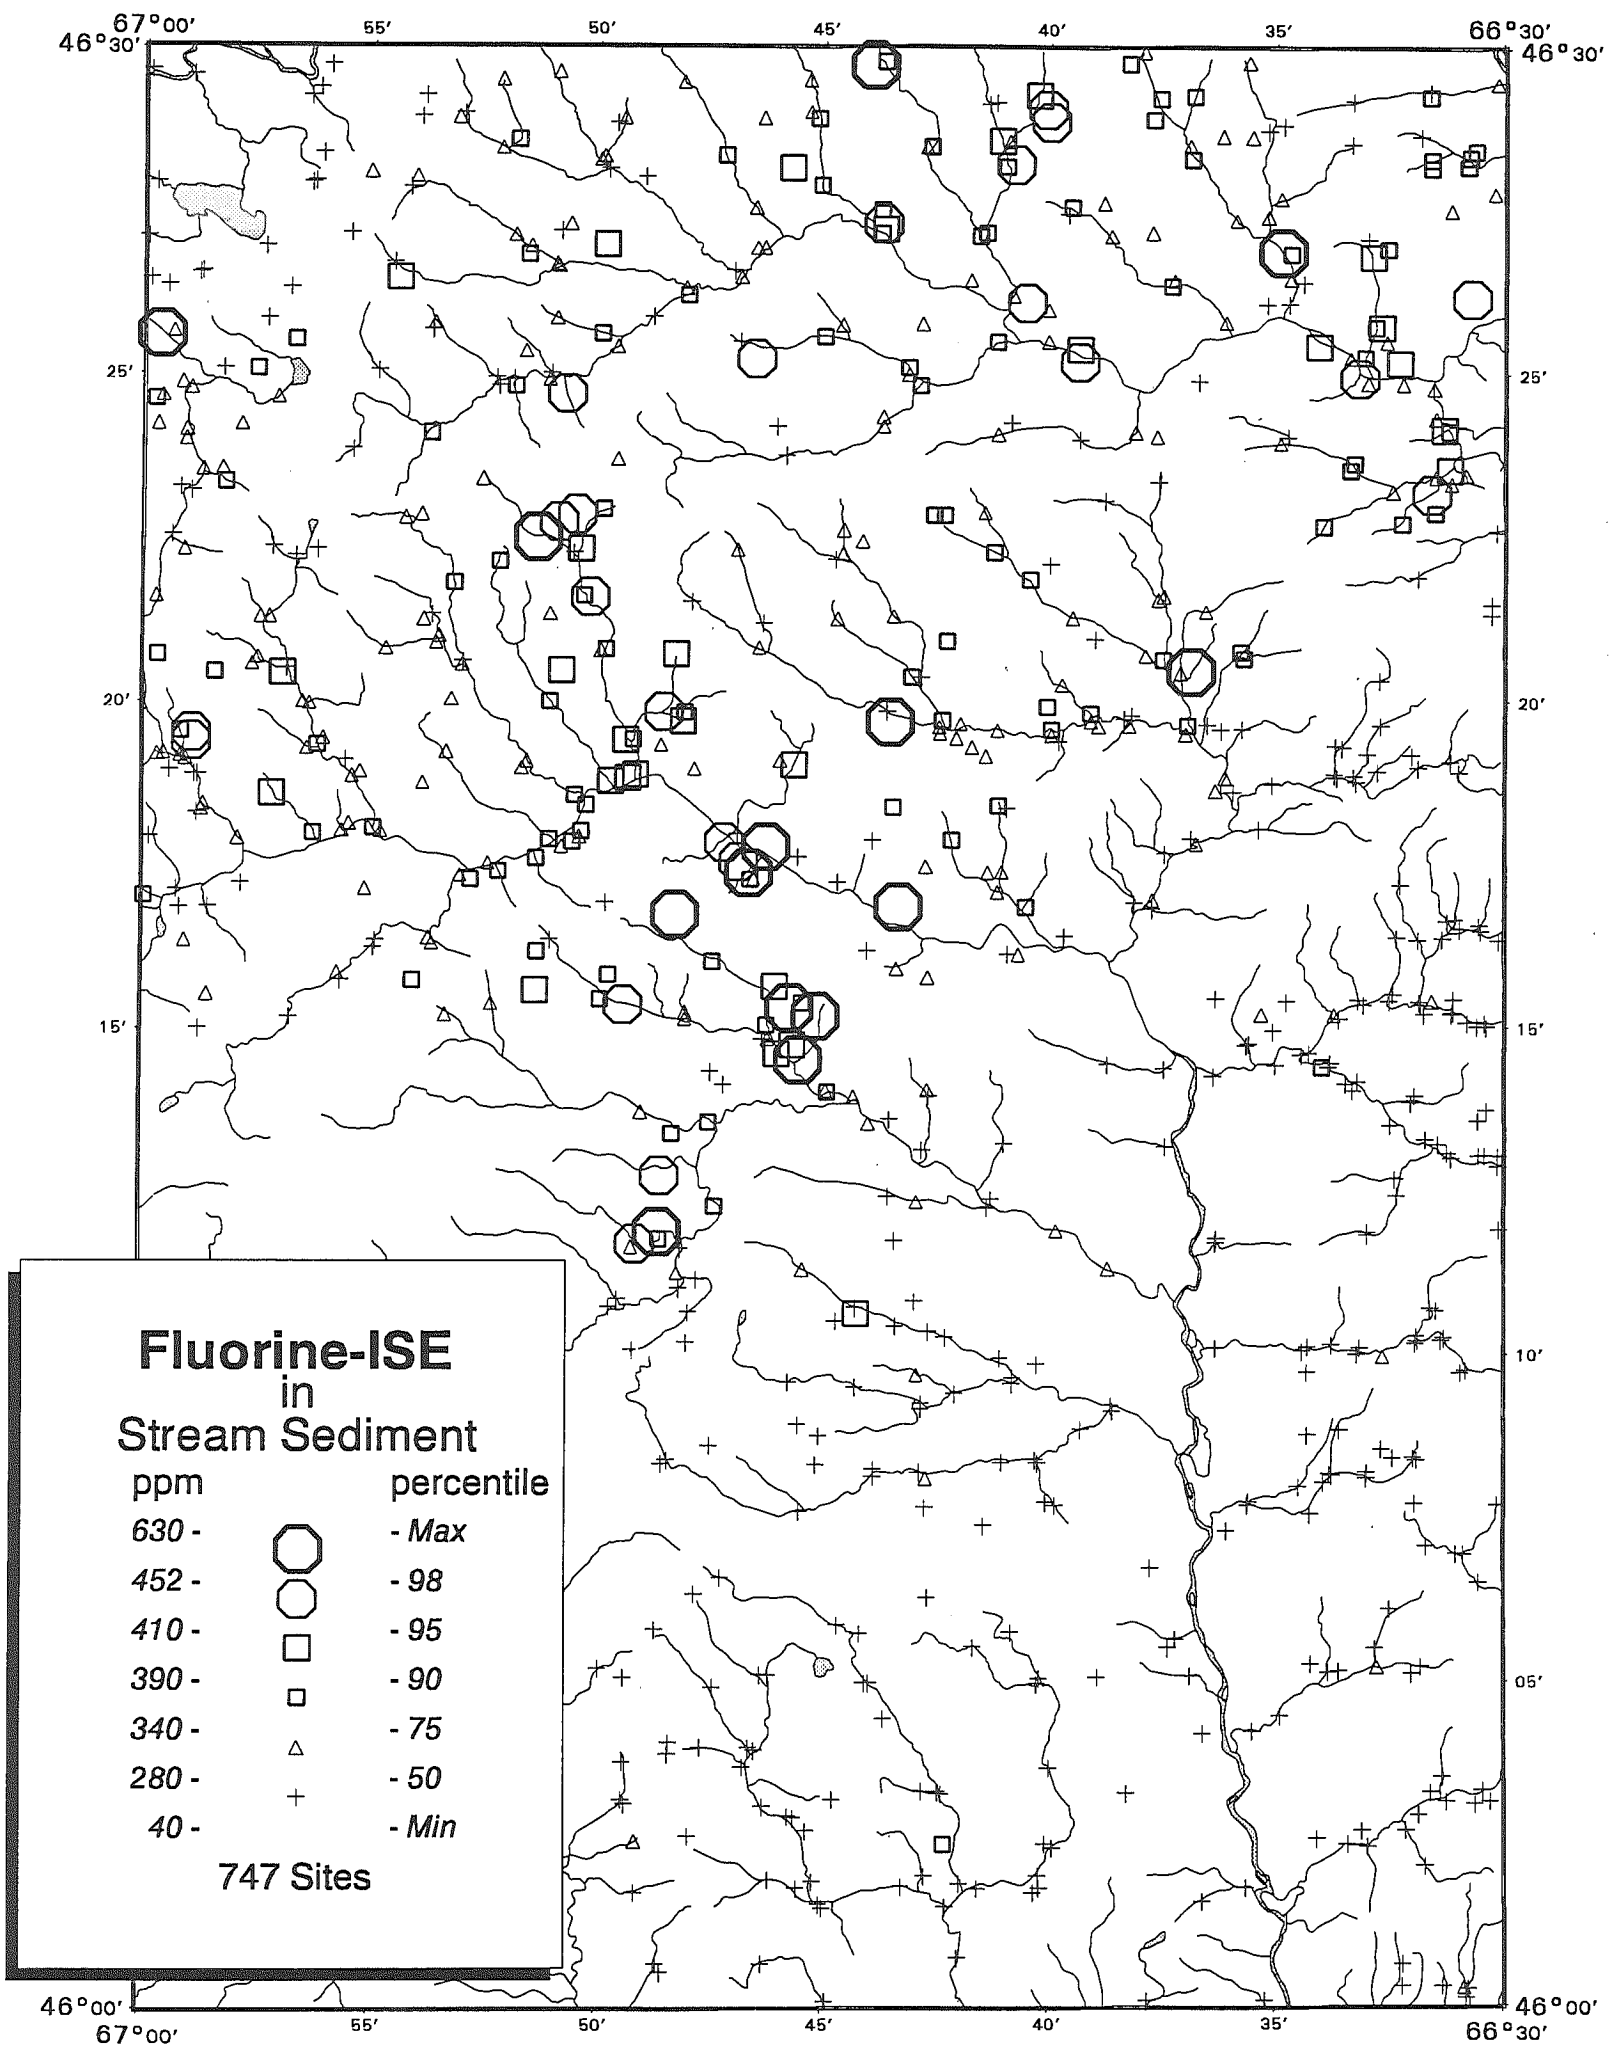 67°00′ 55′ 50′ 45′ 40′ 35′ 66°30′
46°30′ 46°30′
25′ 25′
20′ 20′
15′ 15′
10′
05′
Fluorine-ISE
in
Stream Sediment
ppm percentile
630 - - Max
452 - - 98
410 - - 95
390 - - 90
340 - - 75
280 - - 50
40 - - Min
747 Sites
46°00′ 46°00′
67°00′ 55′ 50′ 45′ 40′ 35′ 66°30′